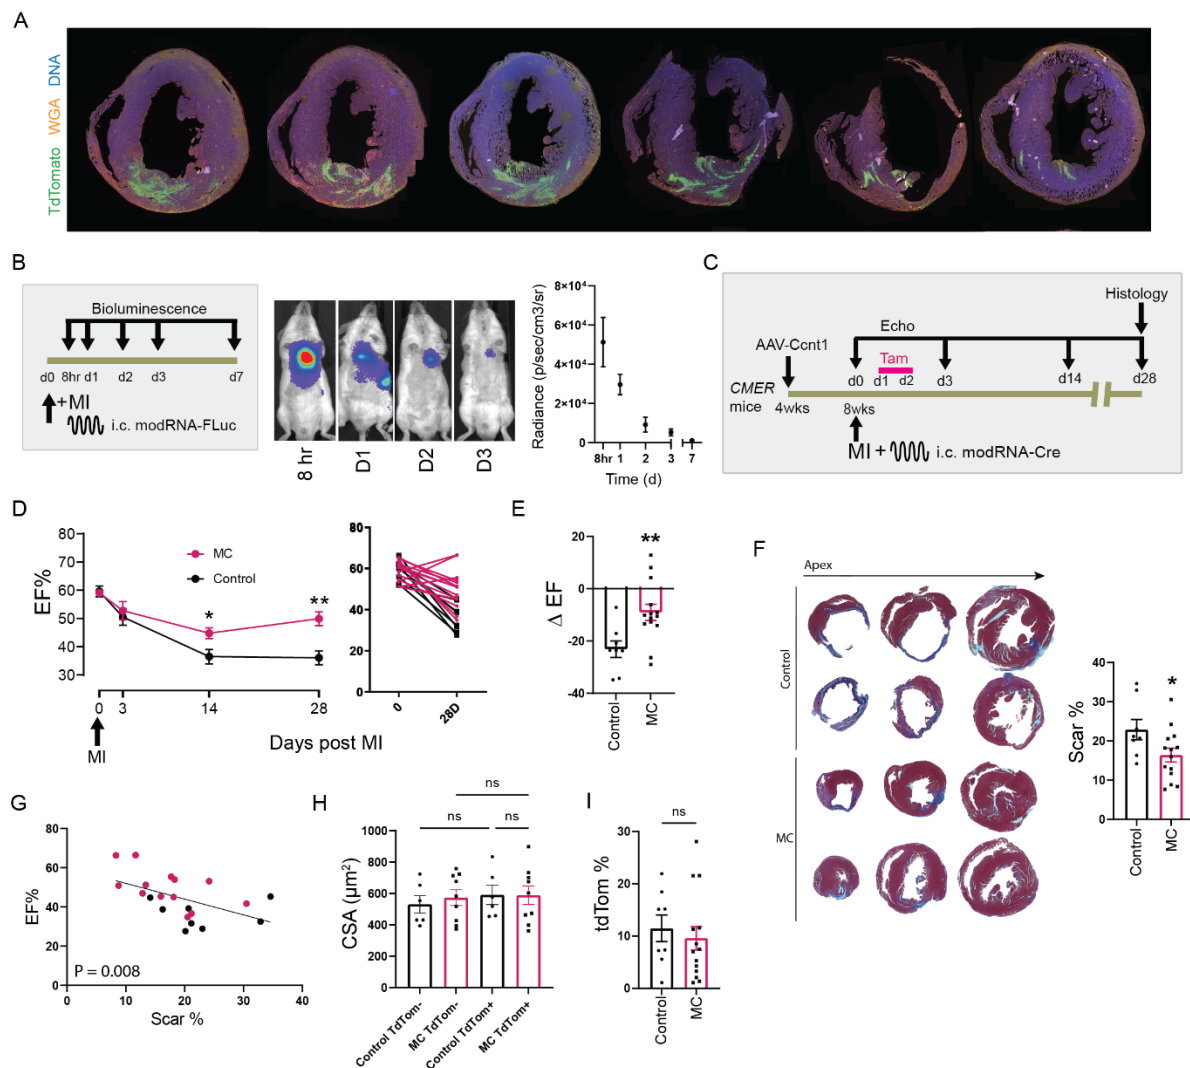 A
TdTomato WGA DNA
B
Bioluminescence
d0 8hr d1 d2 d3 d7
+MI
i.c. modRNA-FLuc
8 hr
D1
D2
D3
Radiance (p/sec/cm3/sr)
8×10⁴
6×10⁴
4×10⁴
2×10⁴
0
8hr 1 2 3 7
Time (d)
C
Histology
Echo
AAV-Ccnt1
Tam
d0 d1 d2 d3 d14 d28
CMER
mice
4wks
8wks
MI + i.c. modRNA-Cre
D
EF%
80
70
60
50
40
30
MC
Control
*
**
0 3 14 28
MI
Days post MI
80
60
40
20
0
0 28D
E
Δ EF
20
0
-20
-40
**
Control
MC
F
Apex
Control
MC
Scar %
40
30
20
10
0
*
Control
MC
G
EF%
80
60
40
20
0
P = 0.008
0 10 20 30 40
Scar %
H
ns
ns
ns
CSA (µm²)
1000
800
600
400
200
0
Control TdTom-
MC TdTom-
Control TdTom+
MC TdTom+
I
ns
tdTom %
30
20
10
0
Control
MC